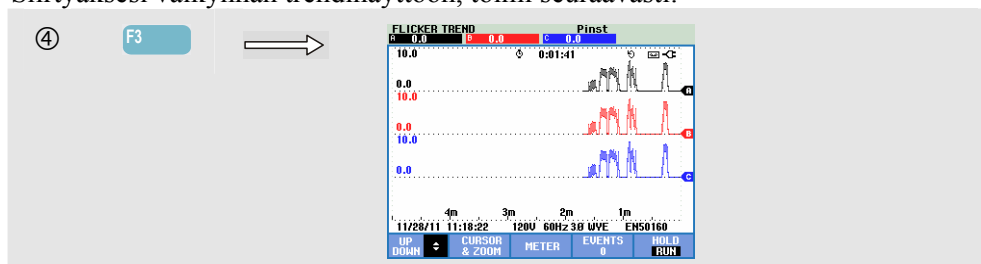 Siirtyäksesi välkynnän trendinäyttöön, toimi seuraavasti:
④ F3
FLICKER TREND Pinst
A 0.0 B 0.0 C 0.0
10.0 0:01:41
0.0
10.0
A
0.0
10.0
B
0.0
C
4m 3m 2m 1m
11/28/11 11:18:22 120V 60Hz 3Ø WYE EN50160
UP DOWN CURSOR & ZOOM METER EVENTS 0 HOLD RUN